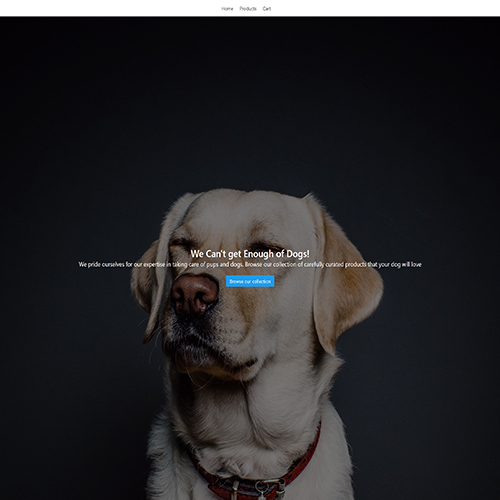 Home Products Cart
We Can't get Enough of Dogs!
We pride ourselves for our expertise in taking care of pups and dogs. Browse our collection of carefully curated products that your dog will love
Browse our collection